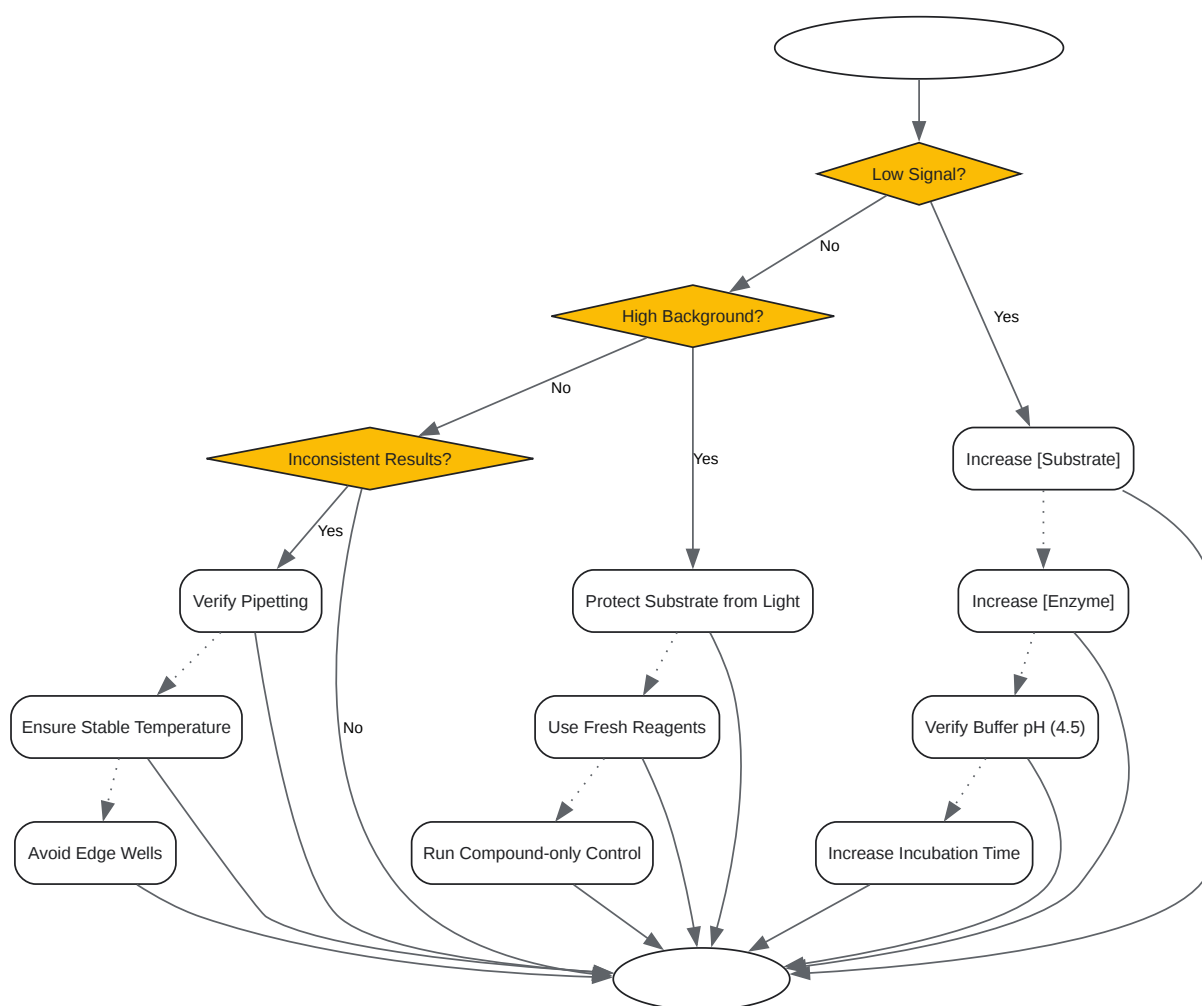 Low Signal?
No
High Background?
Yes
No
Inconsistent Results?
Yes
Increase [Substrate]
Yes
Verify Pipetting
Protect Substrate from Light
Increase [Enzyme]
Ensure Stable Temperature
No
Use Fresh Reagents
Verify Buffer pH (4.5)
Avoid Edge Wells
Run Compound-only Control
Increase Incubation Time